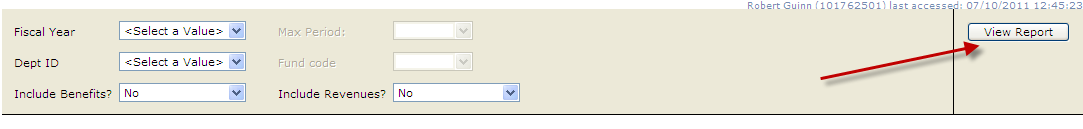 Robert Guinn (101762501) last accessed: 07/10/2011 12:45:23
Fiscal Year <Select a Value> Max Period: View Report
Dept ID <Select a Value> Fund code
Include Benefits? No Include Revenues? No